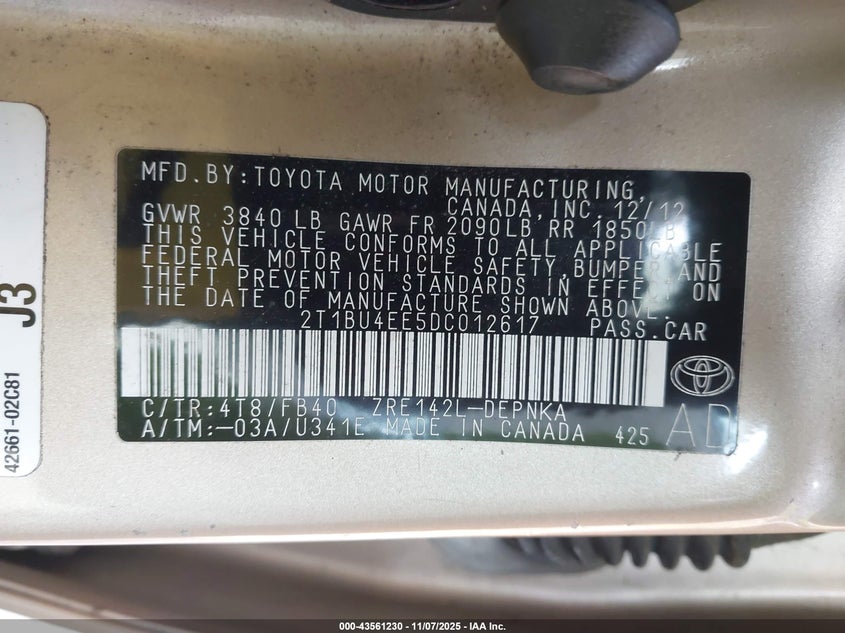 MFD.BY:TOYOTA MOTOR MANUFACTURING,
CANADA,INC. 12/12
GVWR 3840 LB GAWR FR 2090LB RR 1850LB
THIS VEHICLE CONFORMS TO ALL APPLICABLE
FEDERAL MOTOR VEHICLE SAFETY,BUMPER AND
THEFT PREVENTION STANDARDS IN EFFECT ON
THE DATE OF MANUFACTURE SHOWN ABOVE.
2T1BU4EE5DC012617 PASS.CAR
C/TR:4T8/FB40 ZRE142L-DEPNKA
A/TM:-03A/U341E MADE IN CANADA 425
AD
J3
42661-02C81
000-43561230 - 11/07/2025 - IAA Inc.